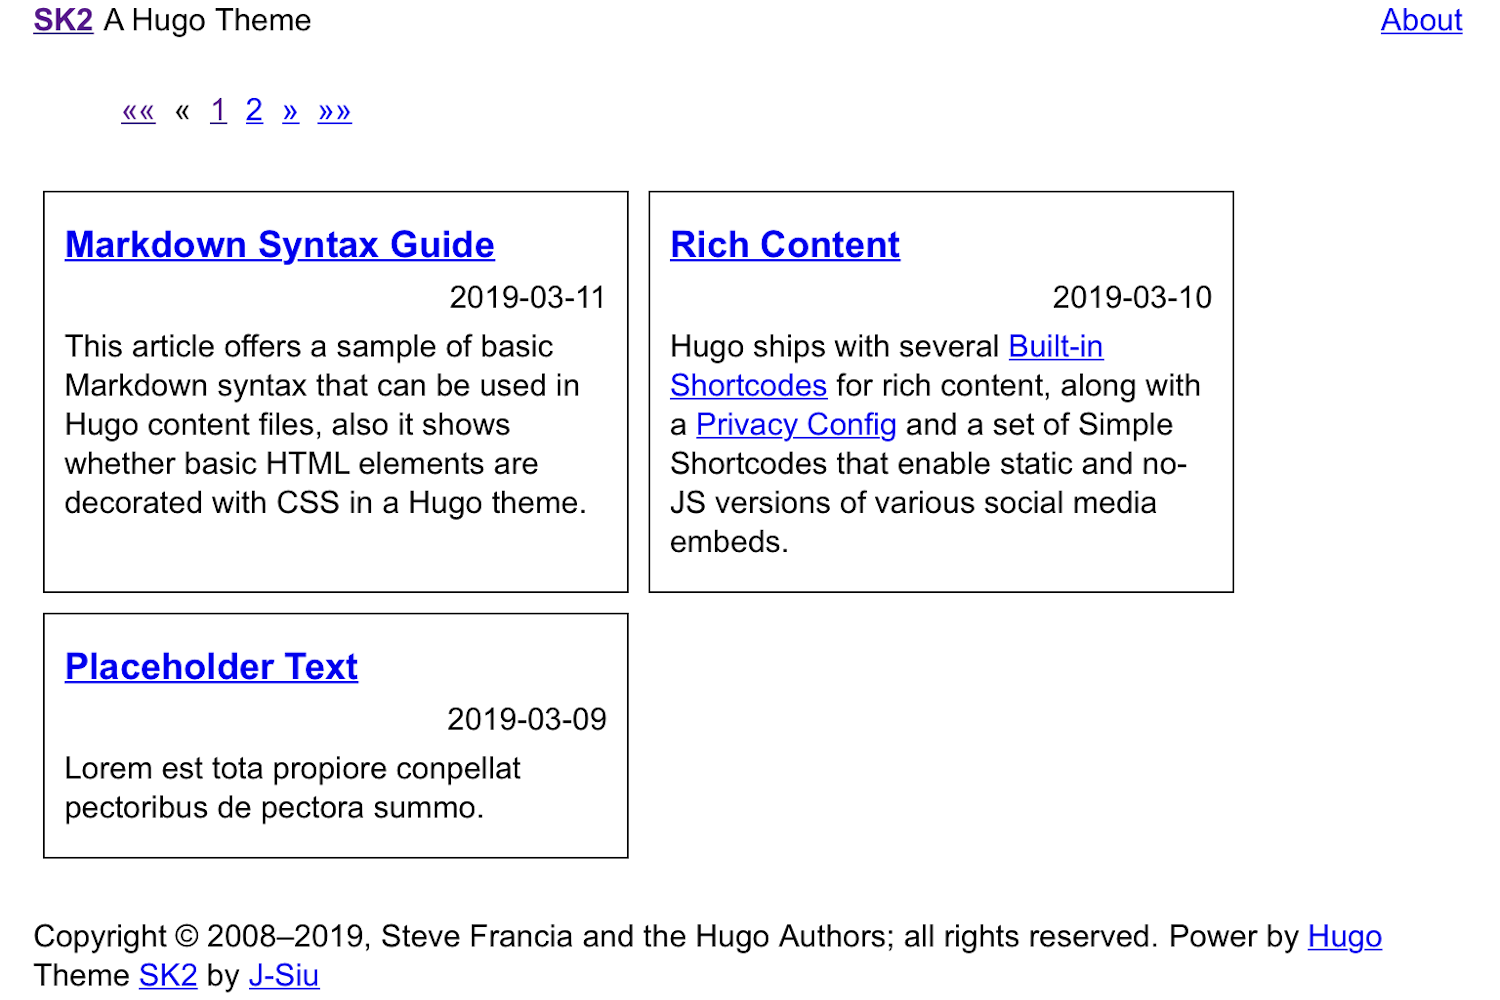 SK2 A Hugo Theme About
«« « 1 2 » »»
Markdown Syntax Guide
2019-03-11
This article offers a sample of basic
Markdown syntax that can be used in
Hugo content files, also it shows
whether basic HTML elements are
decorated with CSS in a Hugo theme.
Rich Content
2019-03-10
Hugo ships with several Built-in
Shortcodes for rich content, along with
a Privacy Config and a set of Simple
Shortcodes that enable static and no-
JS versions of various social media
embeds.
Placeholder Text
2019-03-09
Lorem est tota propiore conpellat
pectoribus de pectora summo.
Copyright © 2008–2019, Steve Francia and the Hugo Authors; all rights reserved. Power by Hugo
Theme SK2 by J-Siu